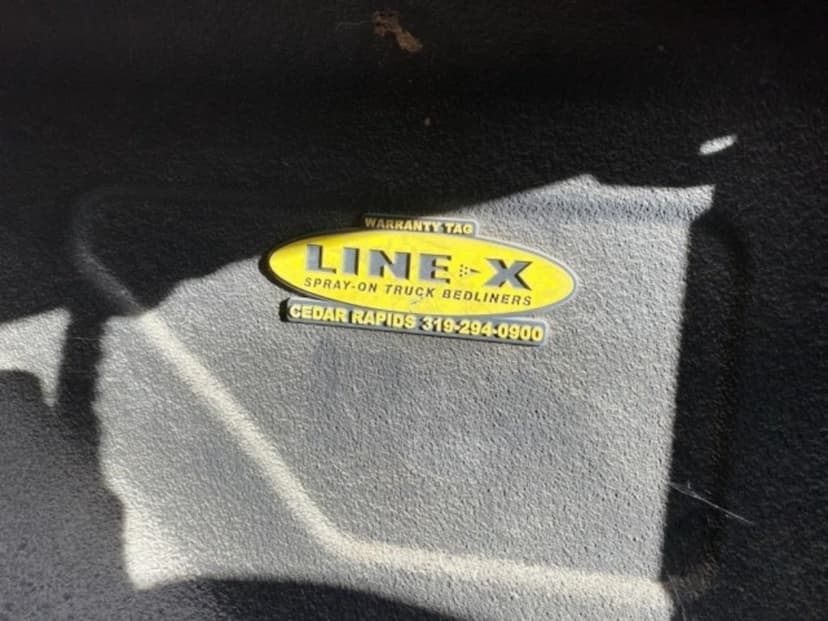 WARRANTY TAG
LINE-X
SPRAY-ON TRUCK BEDLINERS
CEDAR RAPIDS 319-294-0900